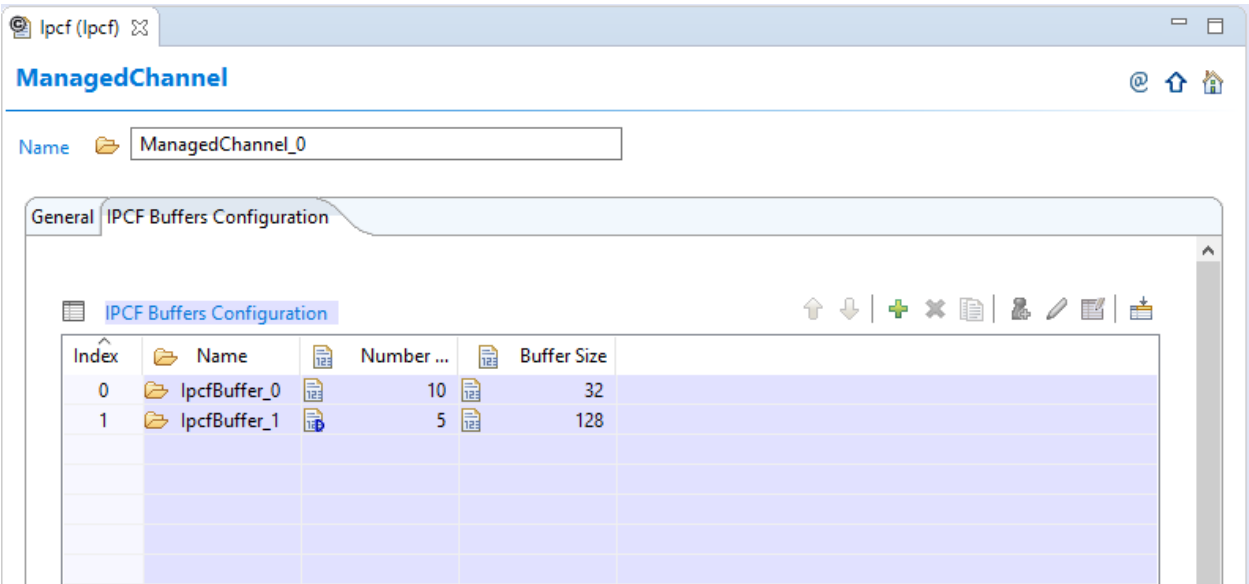 Ipcf (Ipcf)
ManagedChannel
Name ManagedChannel_0
General IPCF Buffers Configuration
IPCF Buffers Configuration
Index Name Number ... Buffer Size
0 IpcfBuffer_0 10 32
1 IpcfBuffer_1 5 128